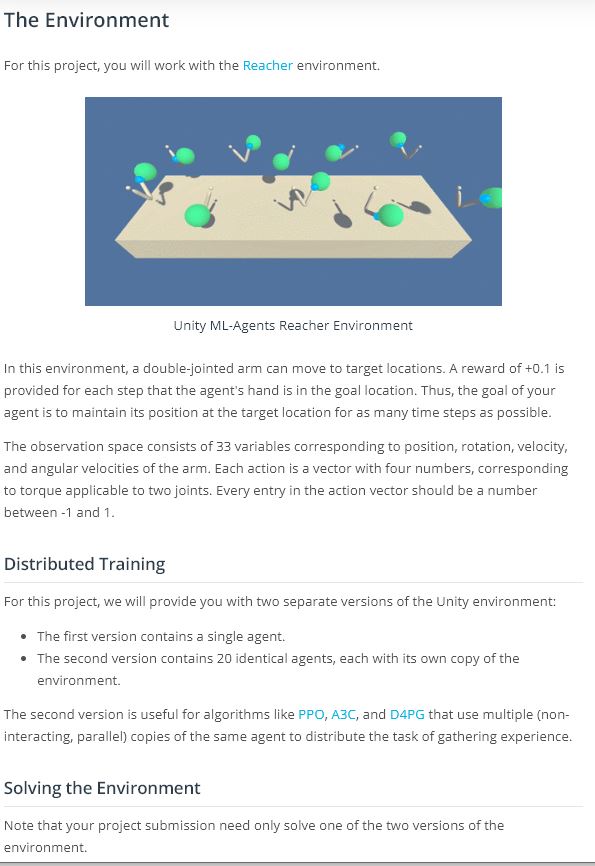 The Environment
For this project, you will work with the Reacher environment.
Unity ML-Agents Reacher Environment
In this environment, a double-jointed arm can move to target locations. A reward of +0.1 is
provided for each step that the agent's hand is in the goal location. Thus, the goal of your
agent is to maintain its position at the target location for as many time steps as possible.
The observation space consists of 33 variables corresponding to position, rotation, velocity,
and angular velocities of the arm. Each action is a vector with four numbers, corresponding
to torque applicable to two joints. Every entry in the action vector should be a number
between -1 and 1.
Distributed Training
For this project, we will provide you with two separate versions of the Unity environment:
• The first version contains a single agent.
• The second version contains 20 identical agents, each with its own copy of the
environment.
The second version is useful for algorithms like PPO, A3C, and D4PG that use multiple (non-
interacting, parallel) copies of the same agent to distribute the task of gathering experience.
Solving the Environment
Note that your project submission need only solve one of the two versions of the
environment.